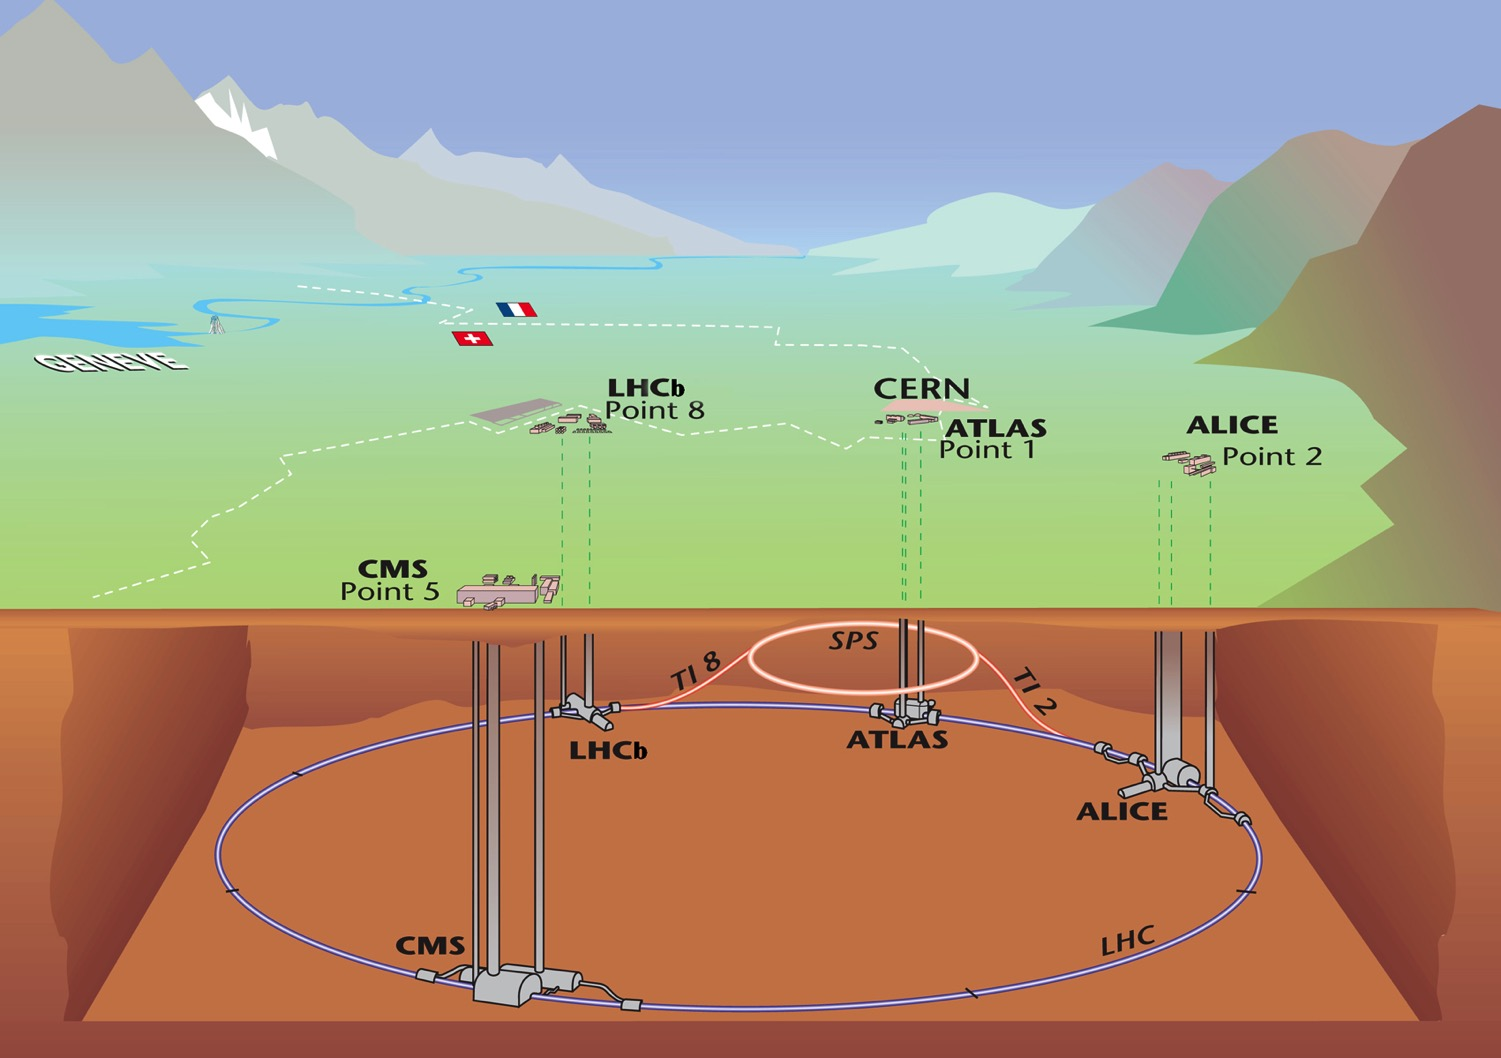 GENEVE
LHCb
Point 8
CERN
ATLAS
Point 1
ALICE
Point 2
CMS
Point 5
SPS
TI 8
TI 2
LHCb
ATLAS
ALICE
CMS
LHC